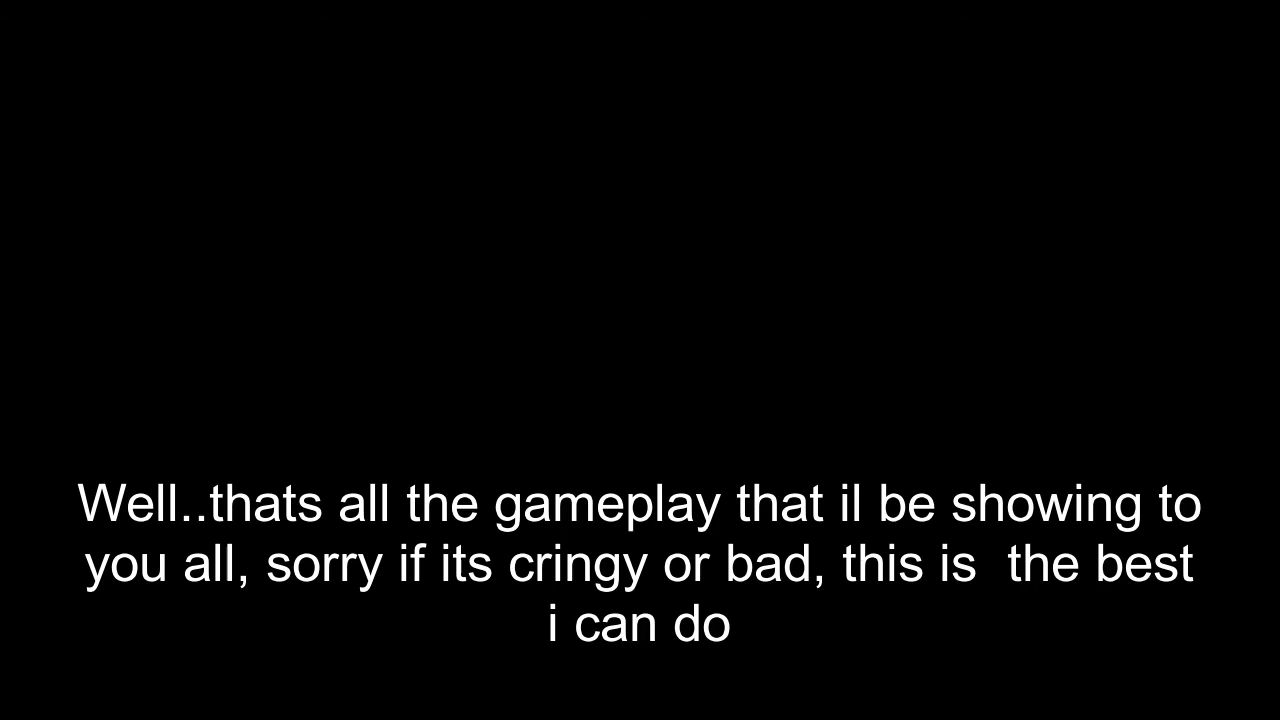 Well..thats all the gameplay that il be showing to
you all, sorry if its cringy or bad, this is  the best
i can do